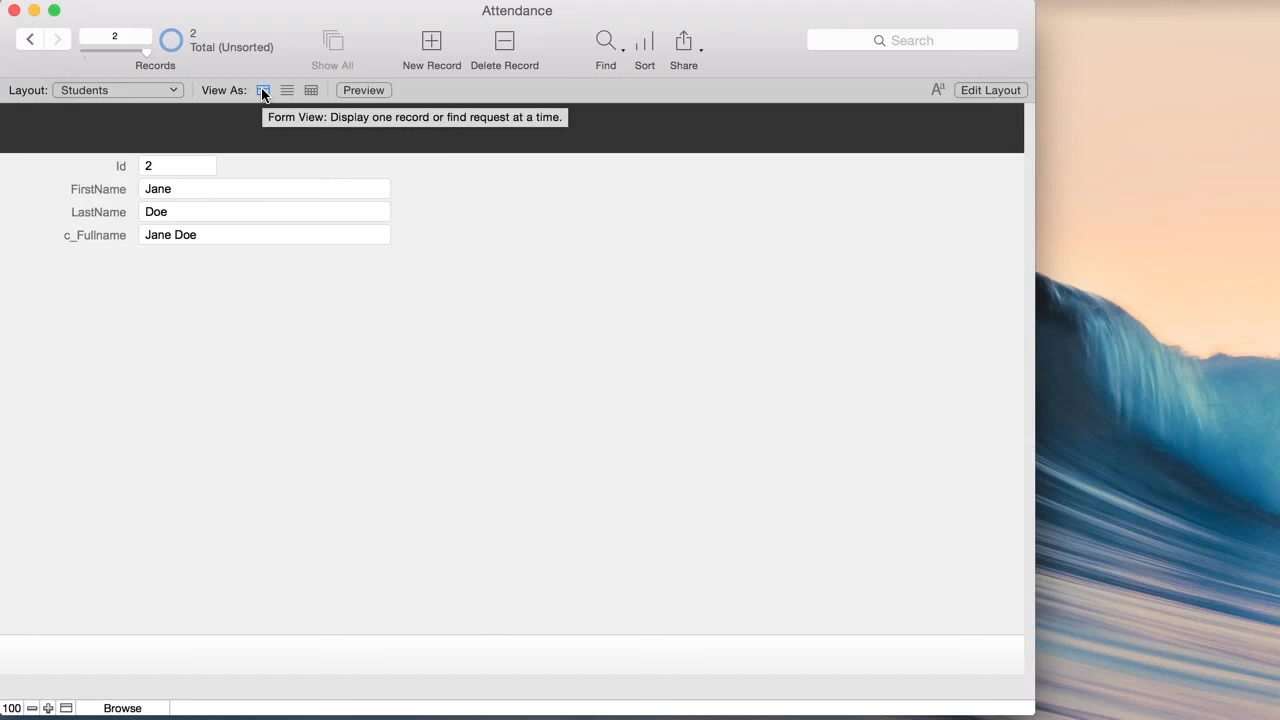 Attendance
2
2
Total (Unsorted)
Records
Show All
New Record
Delete Record
Find
Sort
Share
Search
Layout: Students
View As:
Preview
Aa
Edit Layout
Form View: Display one record or find request at a time.
Id 2
FirstName Jane
LastName Doe
c_Fullname Jane Doe
100
Browse